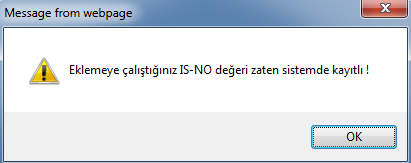 Message from webpage
Eklemeye çalıştığınız IS-NO değeri zaten sistemde kayıtlı !
OK